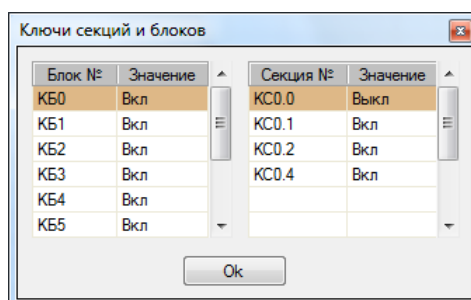 Ключи секций и блоков
Блок № Значение
КБ0 Вкл
КБ1 Вкл
КБ2 Вкл
КБ3 Вкл
КБ4 Вкл
КБ5 Вкл
Секция № Значение
КС0.0 Выкл
КС0.1 Вкл
КС0.2 Вкл
КС0.4 Вкл
Ok